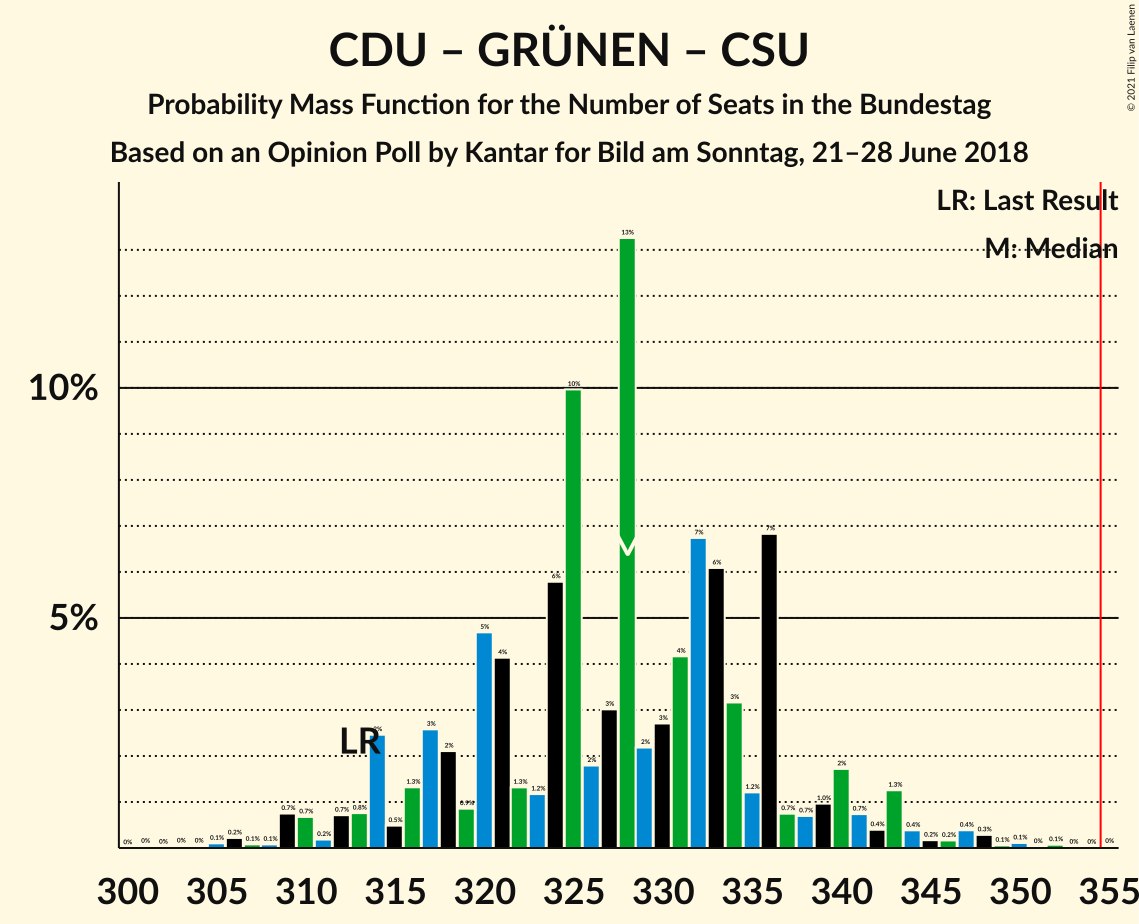 CDU – GRÜNEN – CSU
Probability Mass Function for the Number of Seats in the Bundestag
Based on an Opinion Poll by Kantar for Bild am Sonntag, 21–28 June 2018
© 2021 Filip van Laenen
LR: Last Result
M: Median
10%
5%
LR
0% 0% 0% 0% 0% 0.1% 0.2% 0.1% 0.1% 0.7% 0.7% 0.2% 0.7% 0.8% 2% 0.5% 1.3% 3% 2% 0.9% 5% 4% 1.3% 1.2% 6% 10% 2% 3% 13% 2% 3% 4% 7% 6% 3% 1.2% 7% 0.7% 0.7% 1.0% 2% 0.7% 0.4% 1.3% 0.4% 0.2% 0.2% 0.4% 0.3% 0.1% 0.1% 0% 0.1% 0% 0% 0%
300 305 310 315 320 325 330 335 340 345 350 355